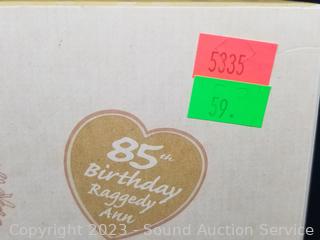 5335
59.
85th
Birthday
Raggedy
Ann
Copyright 2023 - Sound Auction Service